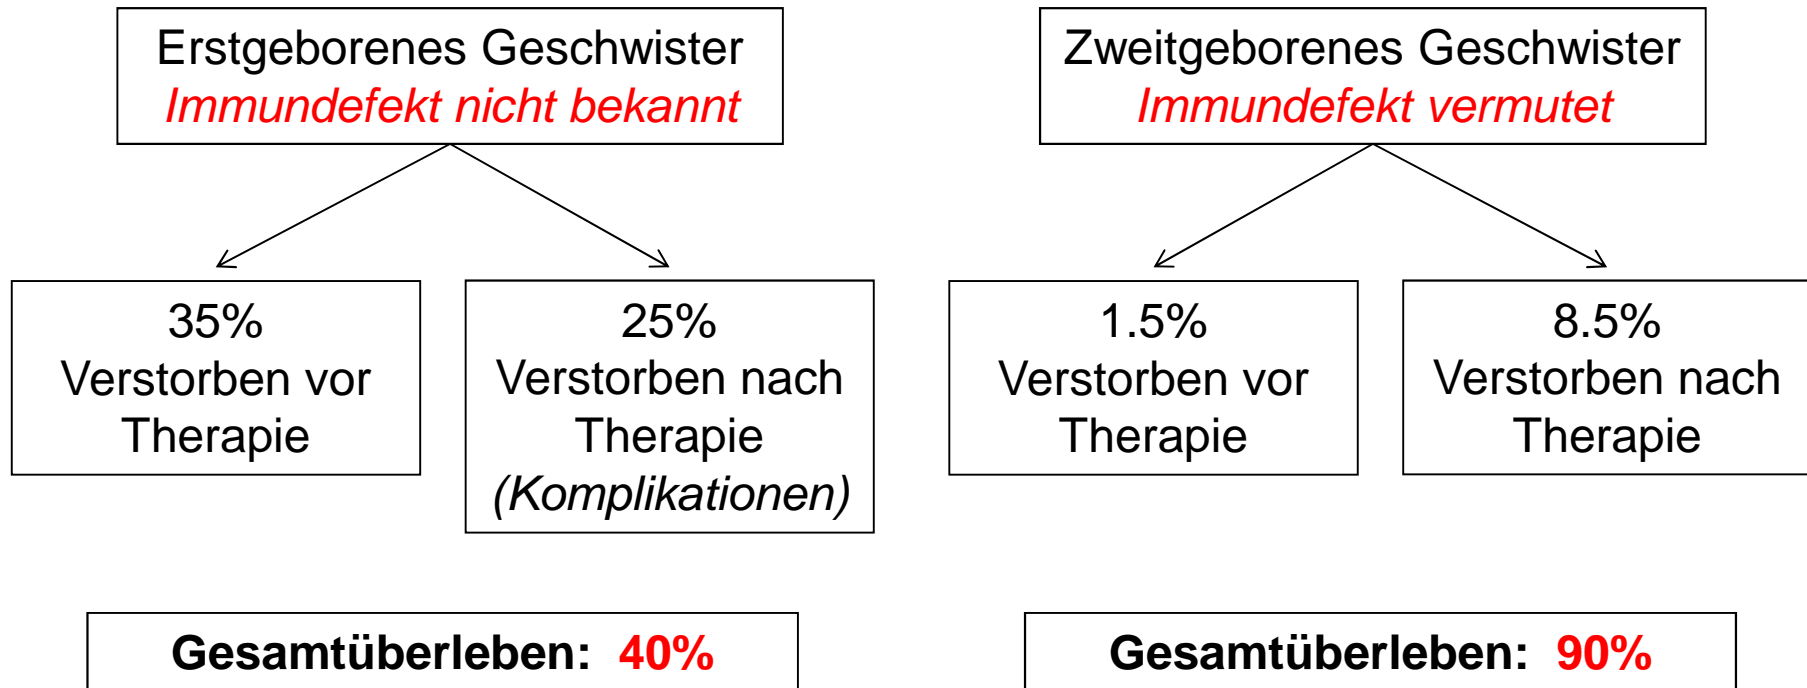 Erstgeborenes Geschwister
Immundefekt nicht bekannt
35%
Verstorben vor
Therapie
25%
Verstorben nach
Therapie
(Komplikationen)
Gesamtüberleben: 40%
Zweitgeborenes Geschwister
Immundefekt vermutet
1.5%
Verstorben vor
Therapie
8.5%
Verstorben nach
Therapie
Gesamtüberleben: 90%